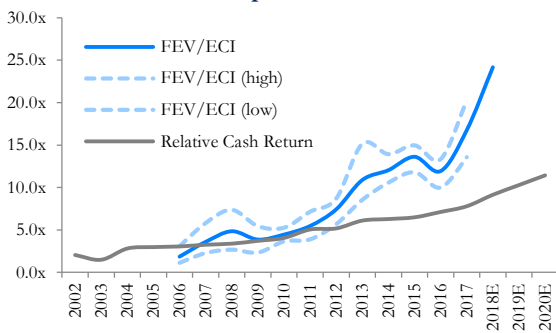 30.0x
25.0x
20.0x
15.0x
10.0x
5.0x
0.0x
FEV/ECI
FEV/ECI (high)
FEV/ECI (low)
Relative Cash Return
2002
2003
2004
2005
2006
2007
2008
2009
2010
2011
2012
2013
2014
2015
2016
2017
2018E
2019E
2020E